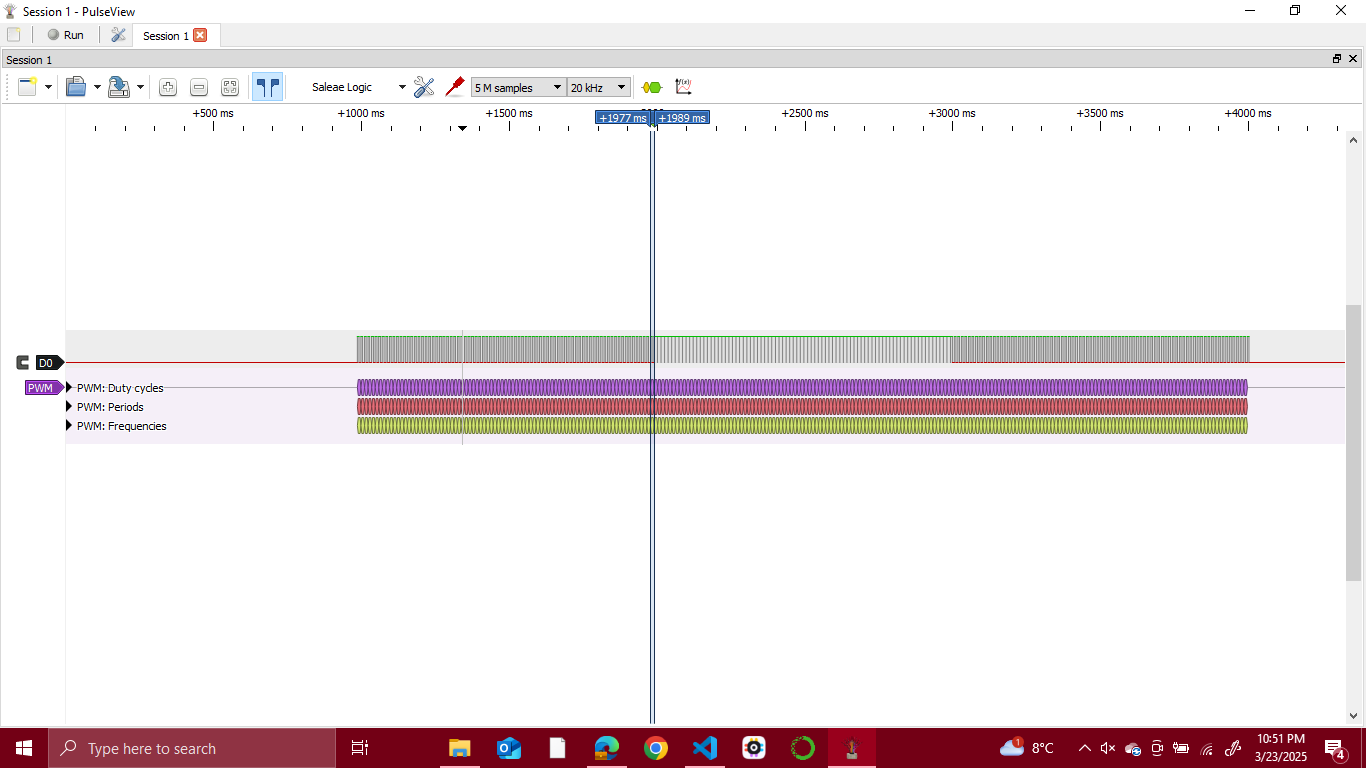 Session 1 - PulseView
Run
Session 1
Session 1
Saleae Logic
5 M samples
20 kHz
+500 ms
+1000 ms
+1500 ms
+1977 ms
+1989 ms
+2500 ms
+3000 ms
+3500 ms
+4000 ms
D0
PWM
PWM: Duty cycles
PWM: Periods
PWM: Frequencies
Type here to search
1
8°C
10:51 PM
3/23/2025
4